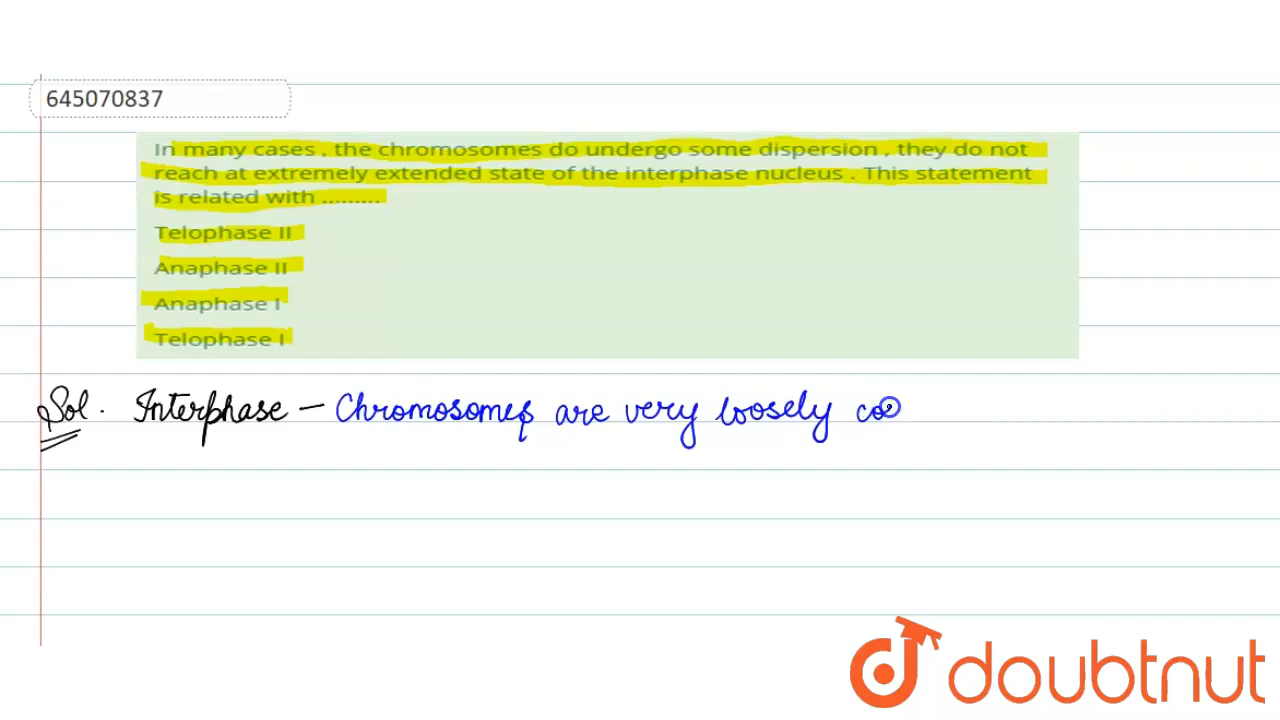 645070837
In many cases , the chromosomes do undergo some dispersion , they do not
reach at extremely extended state of the interphase nucleus . This statement
is related with .........
Telophase II
Anaphase II
Anaphase I
Telophase I
Sol. Interphase - Chromosomes are very loosely co
doubtnut